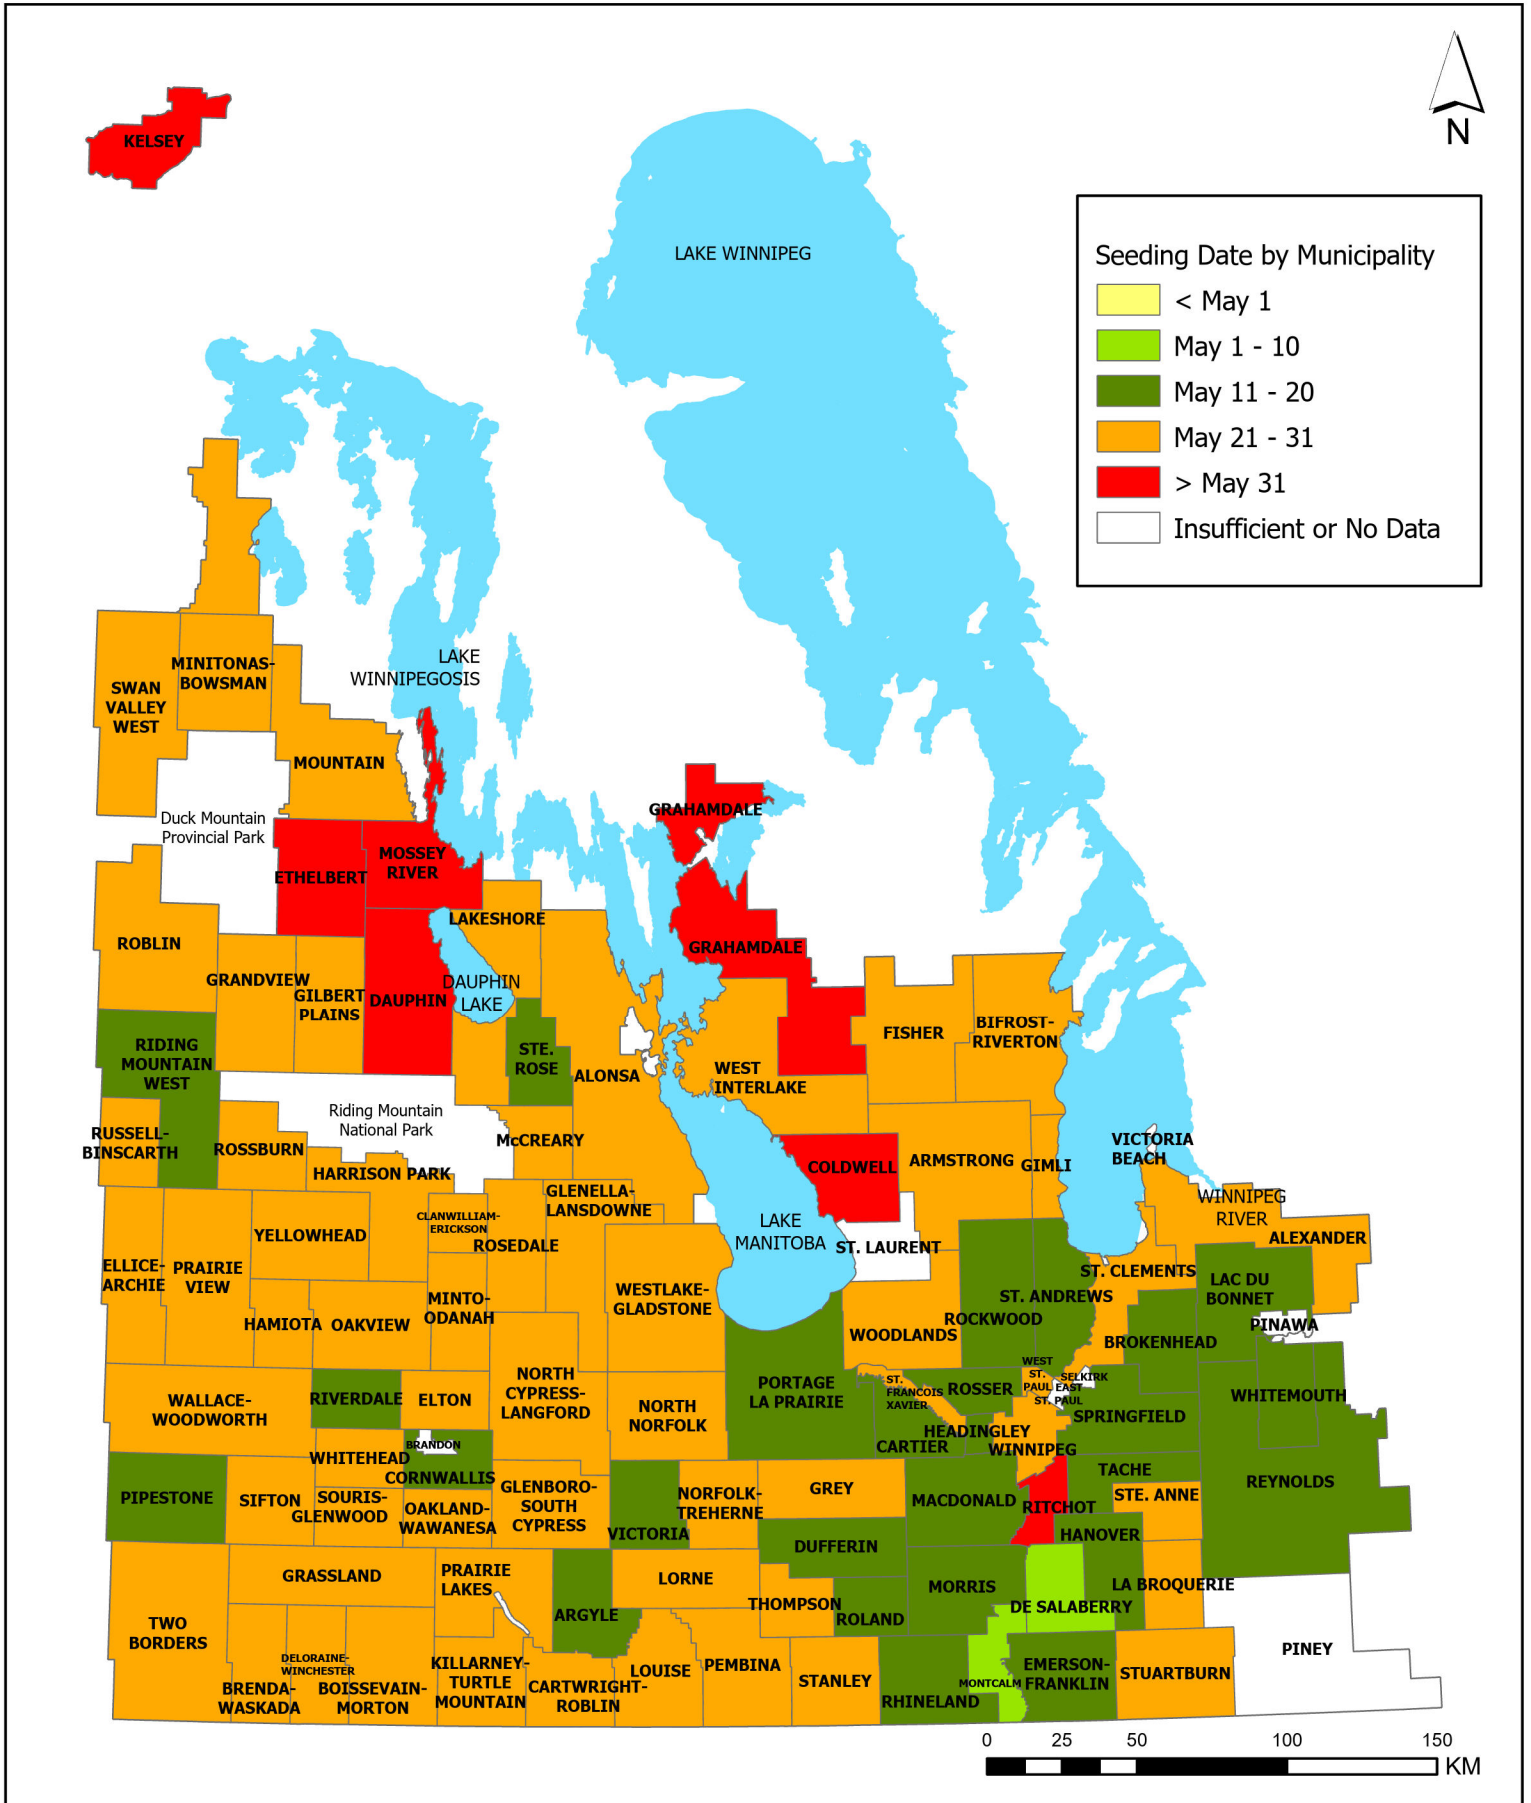 N
KELSEY
LAKE WINNIPEG
Seeding Date by Municipality
< May 1
May 1 - 10
May 11 - 20
May 21 - 31
> May 31
Insufficient or No Data
LAKE
WINNIPEGOSIS
MINITONAS-
BOWSMAN
SWAN
VALLEY
WEST
MOUNTAIN
Duck Mountain
Provincial Park
GRAHAMDALE
ETHELBERT
MOSSEY
RIVER
LAKESHORE
ROBLIN
GRAHAMDALE
GRANDVIEW
GILBERT
PLAINS
DAUPHIN
DAUPHIN
LAKE
FISHER
BIFROST-
RIVERTON
RIDING
MOUNTAIN
WEST
STE.
ROSE
ALONSA
WEST
INTERLAKE
Riding Mountain
National Park
RUSSELL-
BINSCARTH
ROSSBURN
McCREARY
HARRISON PARK
COLDWELL
ARMSTRONG
GIMLI
VICTORIA
BEACH
GLENELLA-
LANSDOWNE
CLANWILLIAM-
ERICKSON
ROSEDALE
YELLOWHEAD
LAKE
MANITOBA
ST. LAURENT
WINNIPEG
RIVER
ALEXANDER
ELLICE-
ARCHIE
PRAIRIE
VIEW
ST. CLEMENTS
LAC DU
BONNET
WESTLAKE-
GLADSTONE
MINTO-
ODANAH
ST. ANDREWS
HAMIOTA
OAKVIEW
ROCKWOOD
WOODLANDS
BROKENHEAD
PINAWA
WALLACE-
WOODWORTH
RIVERDALE
ELTON
NORTH
CYPRESS-
LANGFORD
NORTH
NORFOLK
PORTAGE
LA PRAIRIE
ST.
FRANCOIS
XAVIER
ROSSER
WEST
ST.
PAUL
EAST
ST. PAUL
SELKIRK
WHITEMOUTH
SPRINGFIELD
HEADINGLEY
CARTIER
WINNIPEG
BRANDON
WHITEHEAD
CORNWALLIS
TACHE
REYNOLDS
PIPESTONE
SIFTON
SOURIS-
GLENWOOD
OAKLAND-
WAWANESA
GLENBORO-
SOUTH
CYPRESS
VICTORIA
NORFOLK-
TREHERNE
GREY
MACDONALD
RITCHOT
STE. ANNE
HANOVER
DUFFERIN
GRASSLAND
PRAIRIE
LAKES
LORNE
MORRIS
LA BROQUERIE
THOMPSON
ROLAND
DE SALABERRY
ARGYLE
TWO
BORDERS
PINEY
DELORAINE-
WINCHESTER
BRENDA-
WASKADA
BOISSEVAIN-
MORTON
KILLARNEY-
TURTLE
MOUNTAIN
CARTWRIGHT-
ROBLIN
LOUISE
PEMBINA
STANLEY
RHINELAND
MONTCALM
EMERSON-
FRANKLIN
STUARTBURN
0 25 50 100 150
KM